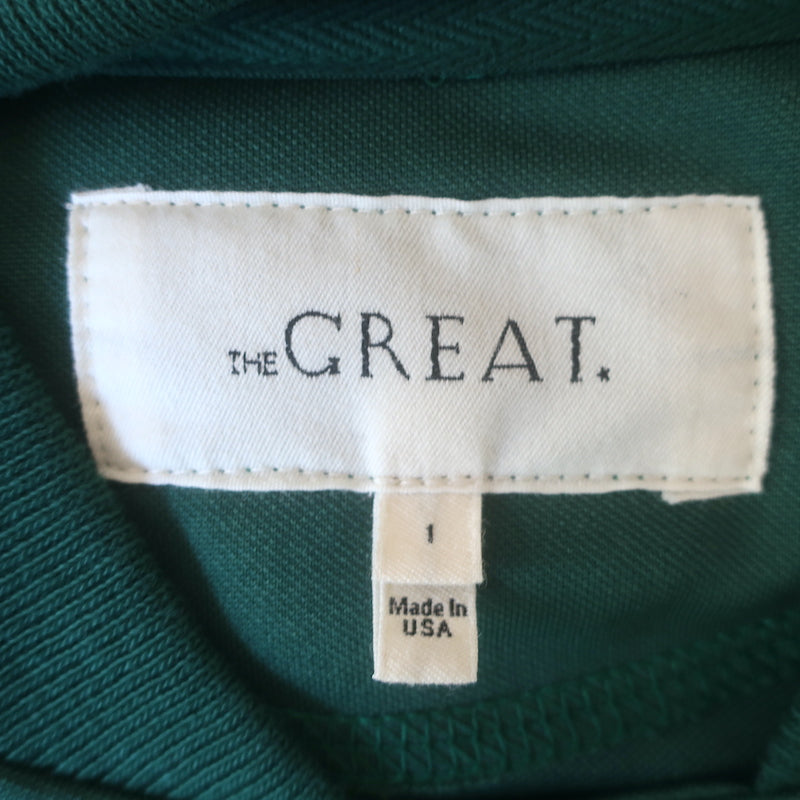 THE GREAT.★
1
Made In
USA